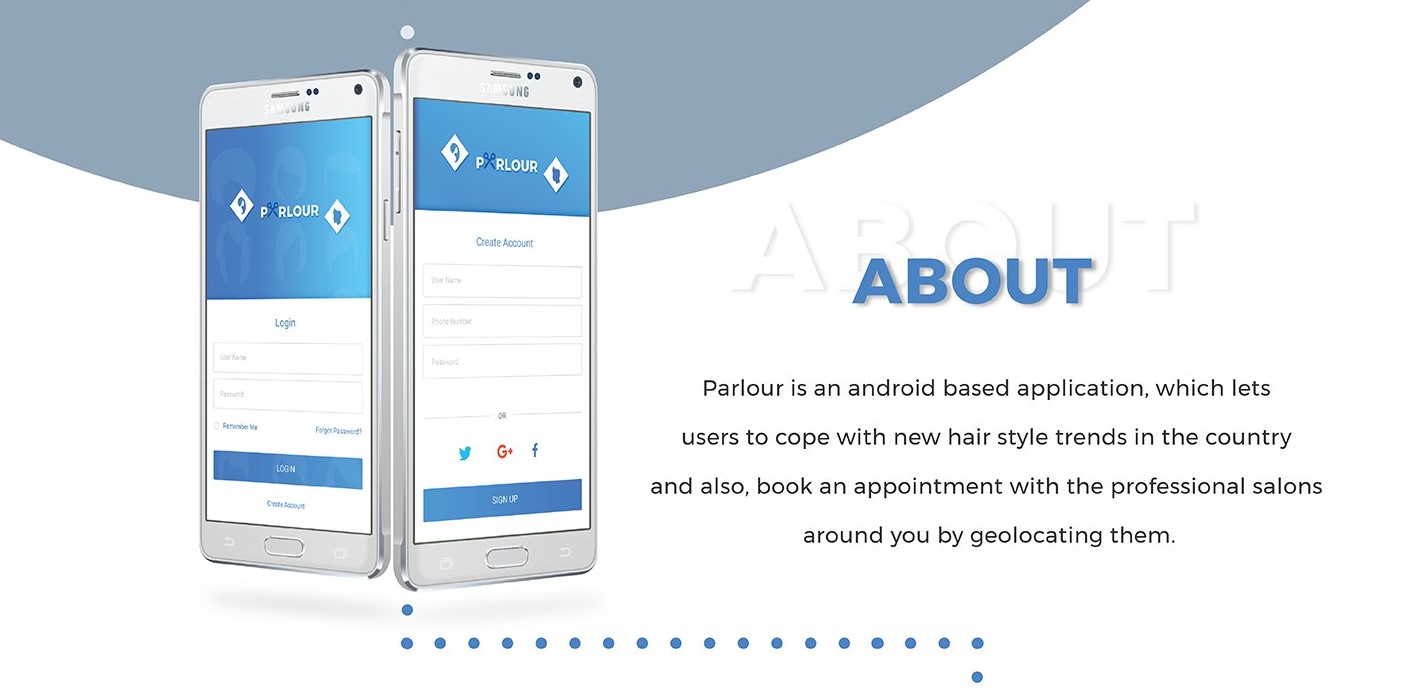 SAMSUNG
PARLOUR
Login
User Name
Password
Remember Me
Forgot Password?
LOGIN
Create Account
SAMSUNG
PARLOUR
Create Account
User Name
Phone Number
Password
OR
G+
f
SIGN UP
ABOUT
ABOUT
Parlour is an android based application, which lets
users to cope with new hair style trends in the country
and also, book an appointment with the professional salons
around you by geolocating them.